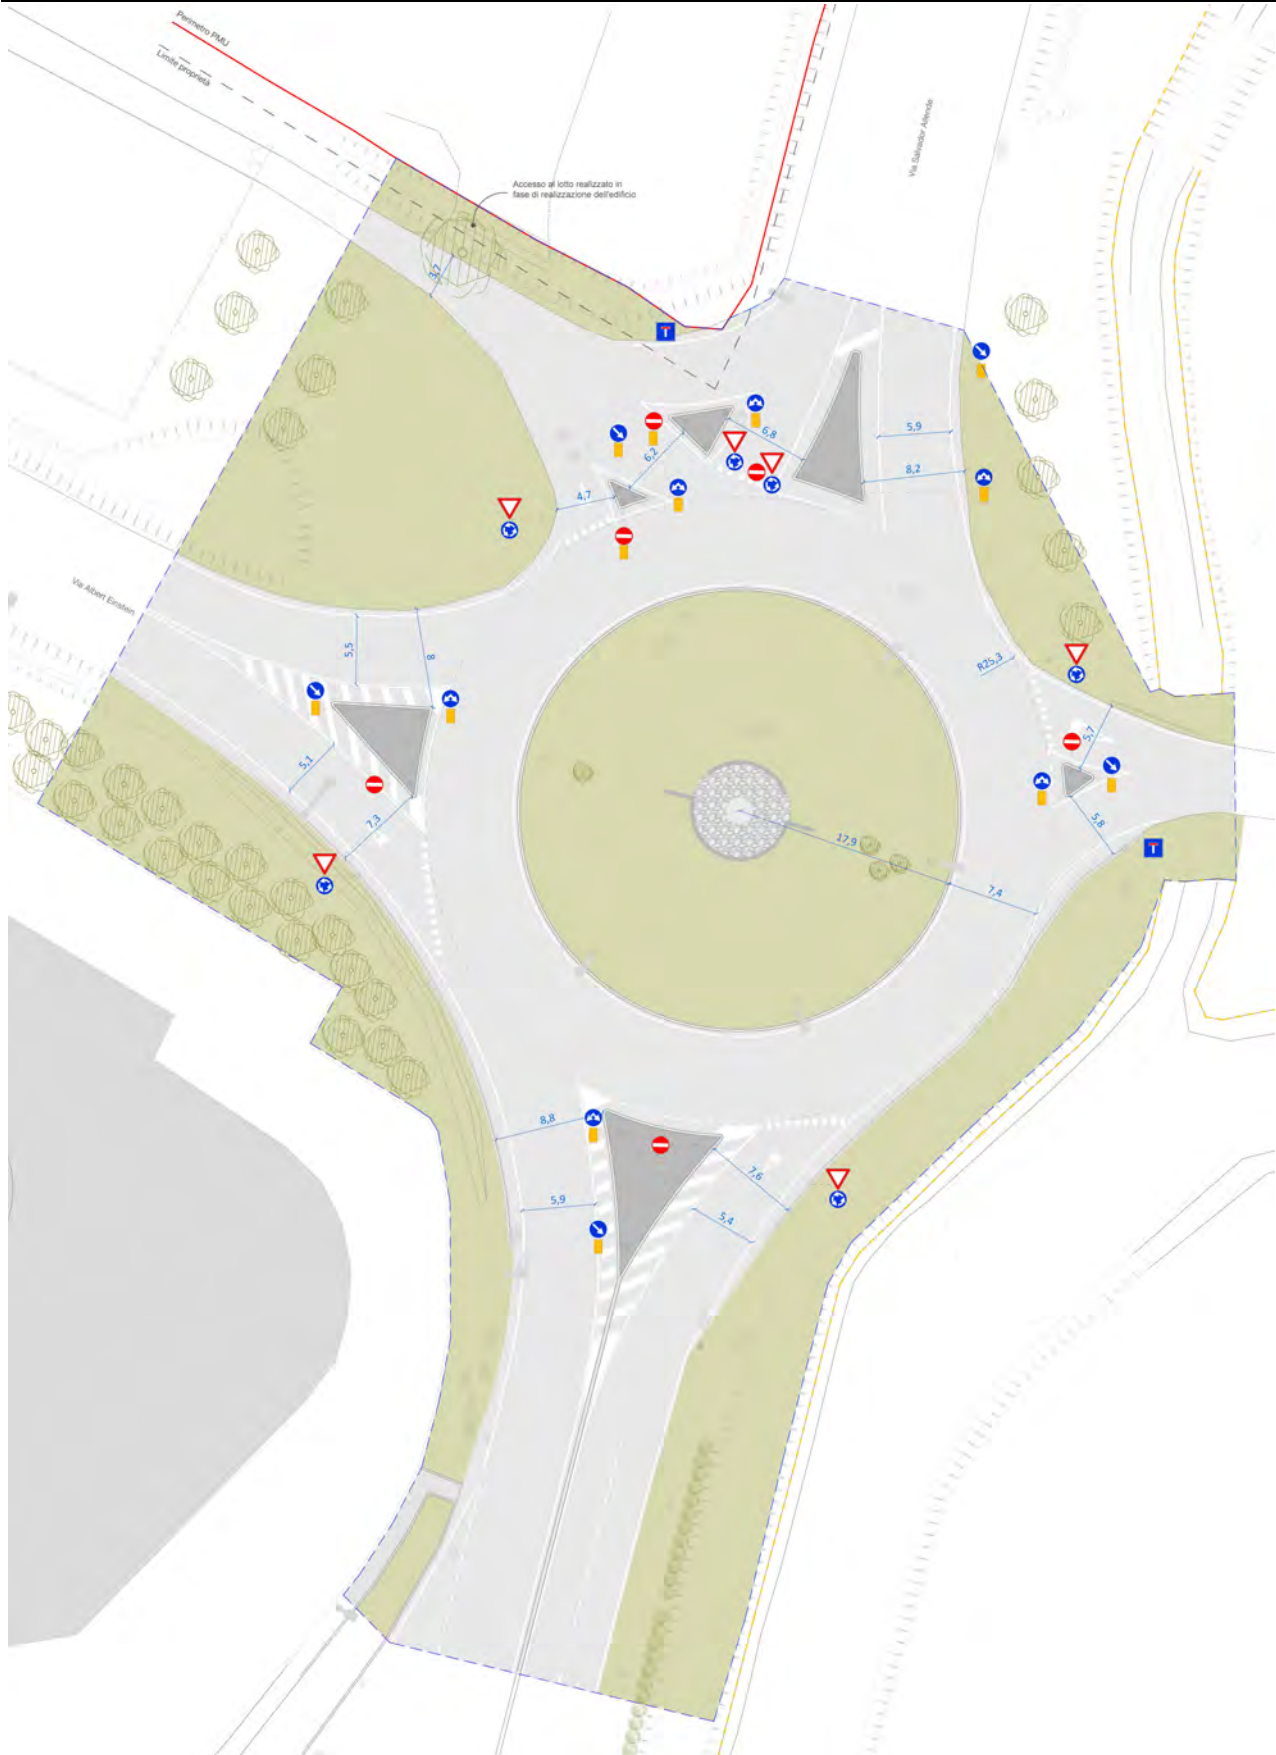 Perimetro PMU
Limite proprietà
Via Salvador Allende
Accesso al lotto realizzato in
fase di realizzazione dell'edificio
3,7
6,8
5,9
6,2
8,2
4,7
Via Albert Einstein
5,5
8
R25,3
5,7
5,1
7,3
5,8
17,9
7,4
8,8
7,6
5,9
5,4